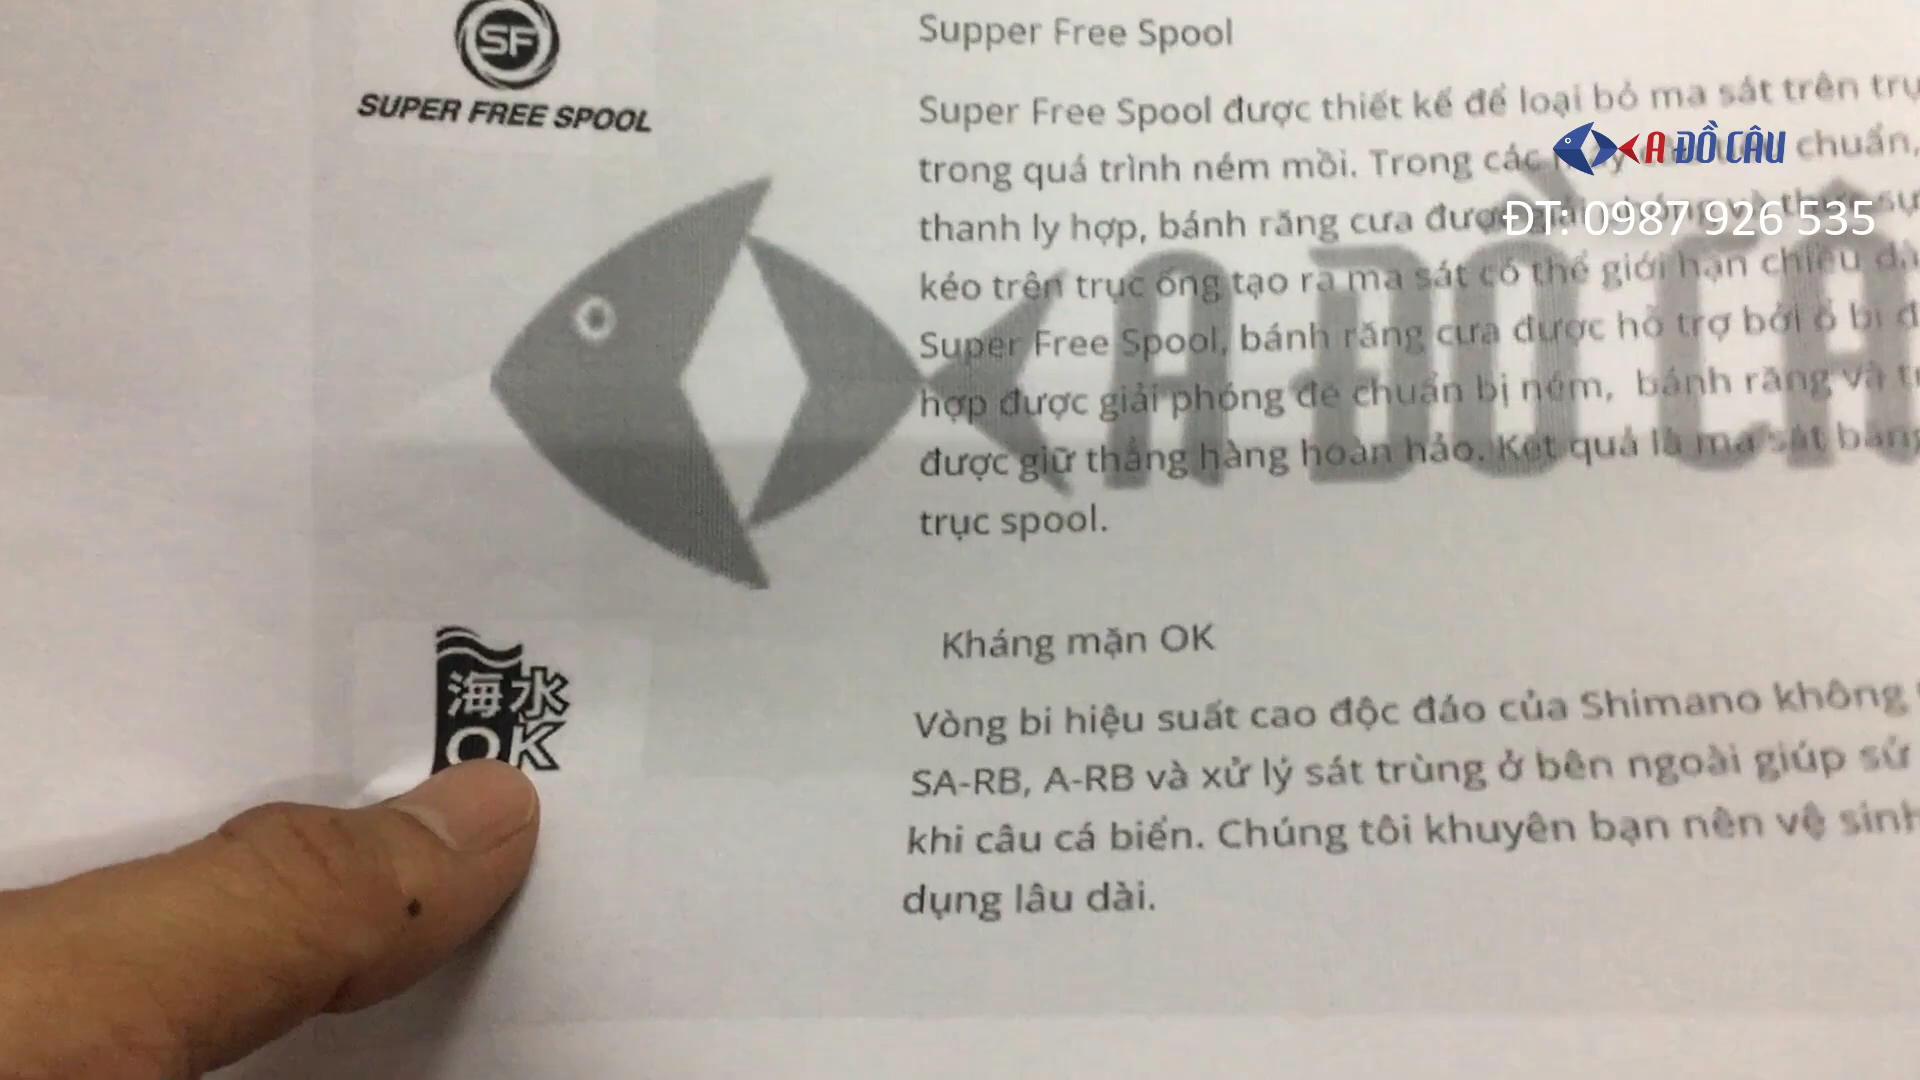 SF
SUPER FREE SPOOL
Supper Free Spool
Super Free Spool được thiết kế để loại bỏ ma sát trên
trong quá trình ném mồi. Trong các chuẩn,
thanh ly hợp, bánh răng cưa được
kéo trên trục ống tạo ra ma sát có thể giới hạn chiều
Super Free Spool, bánh răng cưa được hỗ trợ bởi ổ bi
hợp được giải phóng để chuẩn bị ném, bánh răng và
được giữ thẳng hàng hoàn hảo. Kết quả là ma sát
trục spool.
A ĐỒ CÂU
ĐT: 0987 926 535
A ĐỒ
海水
OK
Kháng mặn OK
Vòng bi hiệu suất cao độc đáo của Shimano không
SA-RB, A-RB và xử lý sát trùng ở bên ngoài giúp sử
khi câu cá biển. Chúng tôi khuyên bạn nên vệ sinh
dụng lâu dài.